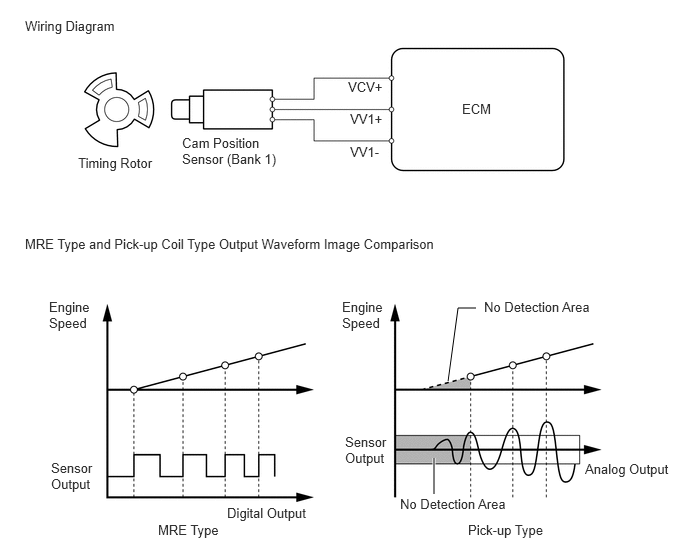 Wiring Diagram
VCV+
VV1+
VV1-
ECM
Timing Rotor
Cam Position
Sensor (Bank 1)
MRE Type and Pick-up Coil Type Output Waveform Image Comparison
Engine
Speed
Sensor
Output
Digital Output
MRE Type
Engine
Speed
No Detection Area
Sensor
Output
Analog Output
No Detection Area
Pick-up Type